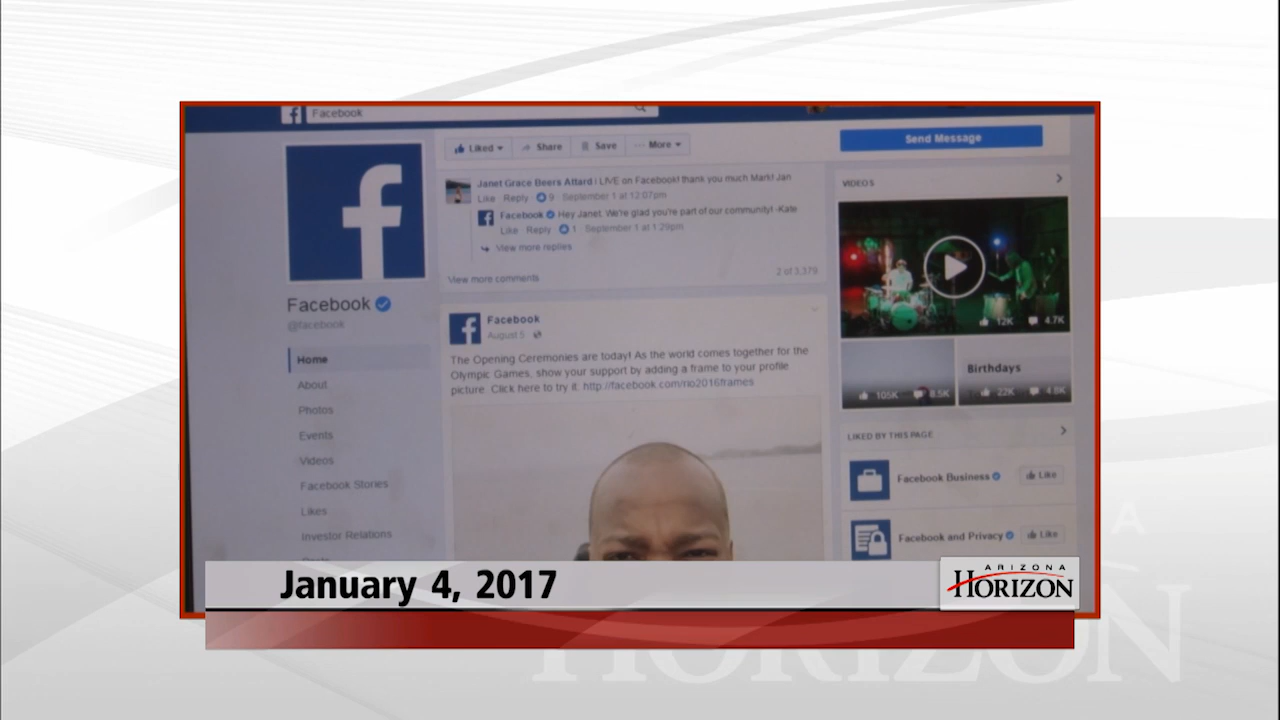 Facebook
Liked
Share
Save
More
Send Message
Janet Grace Beers Attard I LIVE on Facebook! thank you much Mark! Jan
Like Reply 9 September 1 at 12:07pm
Facebook Hey Janet. We're glad you're part of our community! -Kate
Like Reply 1 September 1 at 1:29pm
View more replies
View more comments
2 of 3,379
Facebook
@facebook
Home
About
Photos
Events
Videos
Facebook Stories
Likes
Investor Relations
Facebook
August 5
The Opening Ceremonies are today! As the world comes together for the
Olympic Games, show your support by adding a frame to your profile
picture. Click here to try it: http://facebook.com/rio2016frames
VIDEOS
12K 4.7K
105K 8.5K
Birthdays
22K 4.8K
LIKED BY THIS PAGE
Facebook Business Like
Facebook and Privacy Like
January 4, 2017
ARIZONA
HORIZON
A
HORIZON